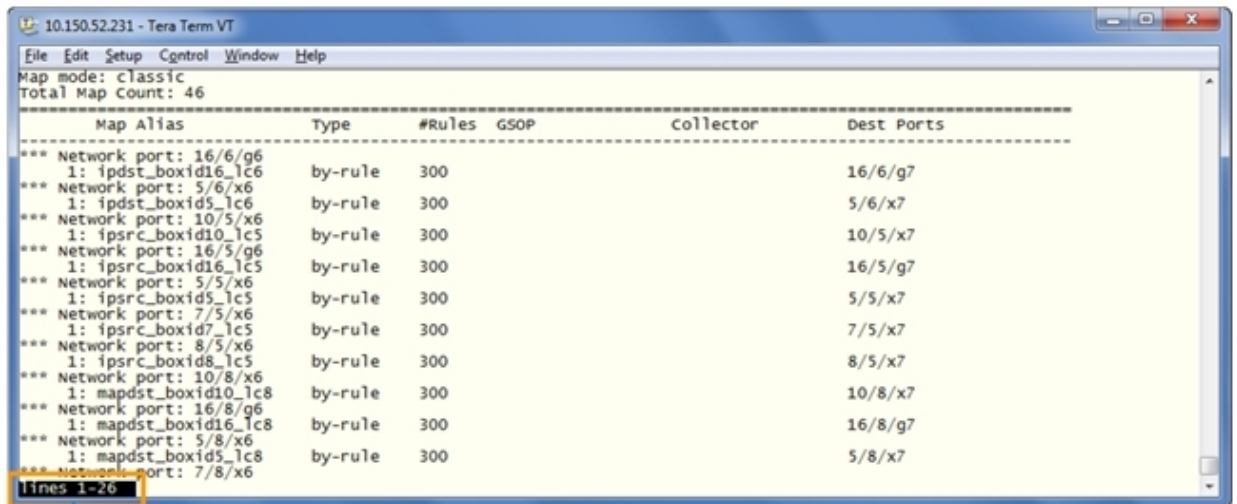 10.150.52.231 - Tera Term VT
File Edit Setup Control Window Help
Map mode: classic
Total Map Count: 46
================================================================================
Map Alias Type #Rules GSOP Collector Dest Ports
--------------------------------------------------------------------------------
*** Network port: 16/6/g6
1: ipdst_boxid16_lc6 by-rule 300 16/6/g7
*** Network port: 5/6/x6
1: ipdst_boxid5_lc6 by-rule 300 5/6/x7
*** Network port: 10/5/x6
1: ipsrc_boxid10_lc5 by-rule 300 10/5/x7
*** Network port: 16/5/g6
1: ipsrc_boxid16_lc5 by-rule 300 16/5/g7
*** Network port: 5/5/x6
1: ipsrc_boxid5_lc5 by-rule 300 5/5/x7
*** Network port: 7/5/x6
1: ipsrc_boxid7_lc5 by-rule 300 7/5/x7
*** Network port: 8/5/x6
1: ipsrc_boxid8_lc5 by-rule 300 8/5/x7
*** Network port: 10/8/x6
1: mapdst_boxid10_lc8 by-rule 300 10/8/x7
*** Network port: 16/8/g6
1: mapdst_boxid16_lc8 by-rule 300 16/8/g7
*** Network port: 5/8/x6
1: mapdst_boxid5_lc8 by-rule 300 5/8/x7
*** Network port: 7/8/x6
lines 1-26